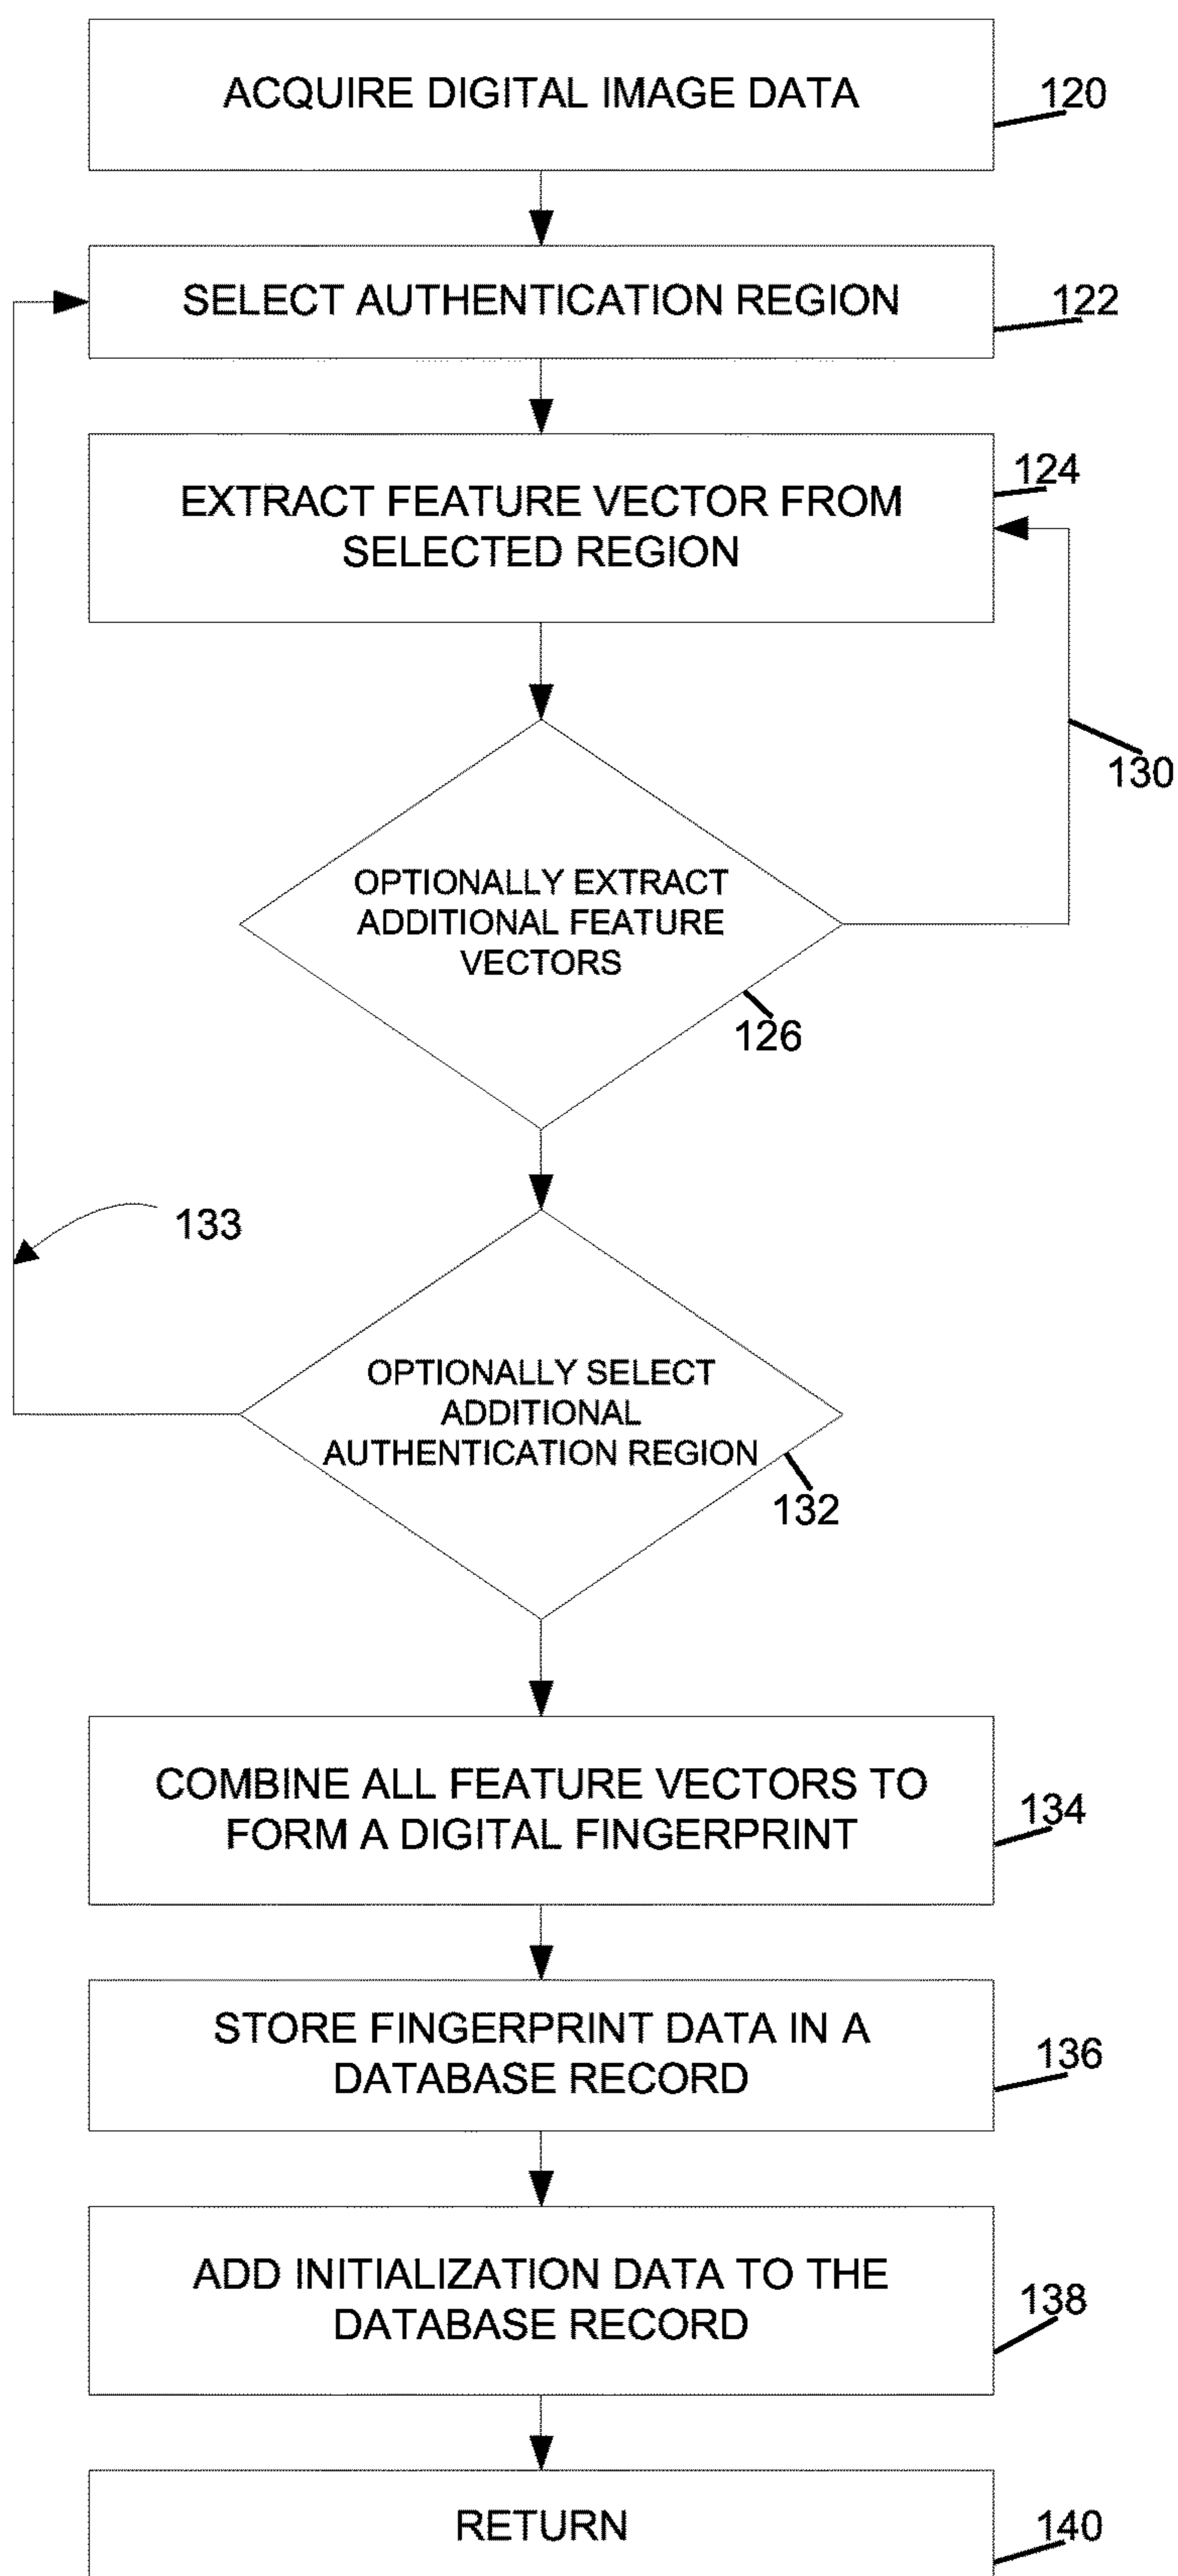 ACQUIRE DIGITAL IMAGE DATA
120
SELECT AUTHENTICATION REGION
122
EXTRACT FEATURE VECTOR FROM
SELECTED REGION
124
130
OPTIONALLY EXTRACT
ADDITIONAL FEATURE
VECTORS
126
133
OPTIONALLY SELECT
ADDITIONAL
AUTHENTICATION REGION
132
COMBINE ALL FEATURE VECTORS TO
FORM A DIGITAL FINGERPRINT
134
STORE FINGERPRINT DATA IN A
DATABASE RECORD
136
ADD INITIALIZATION DATA TO THE
DATABASE RECORD
138
RETURN
140